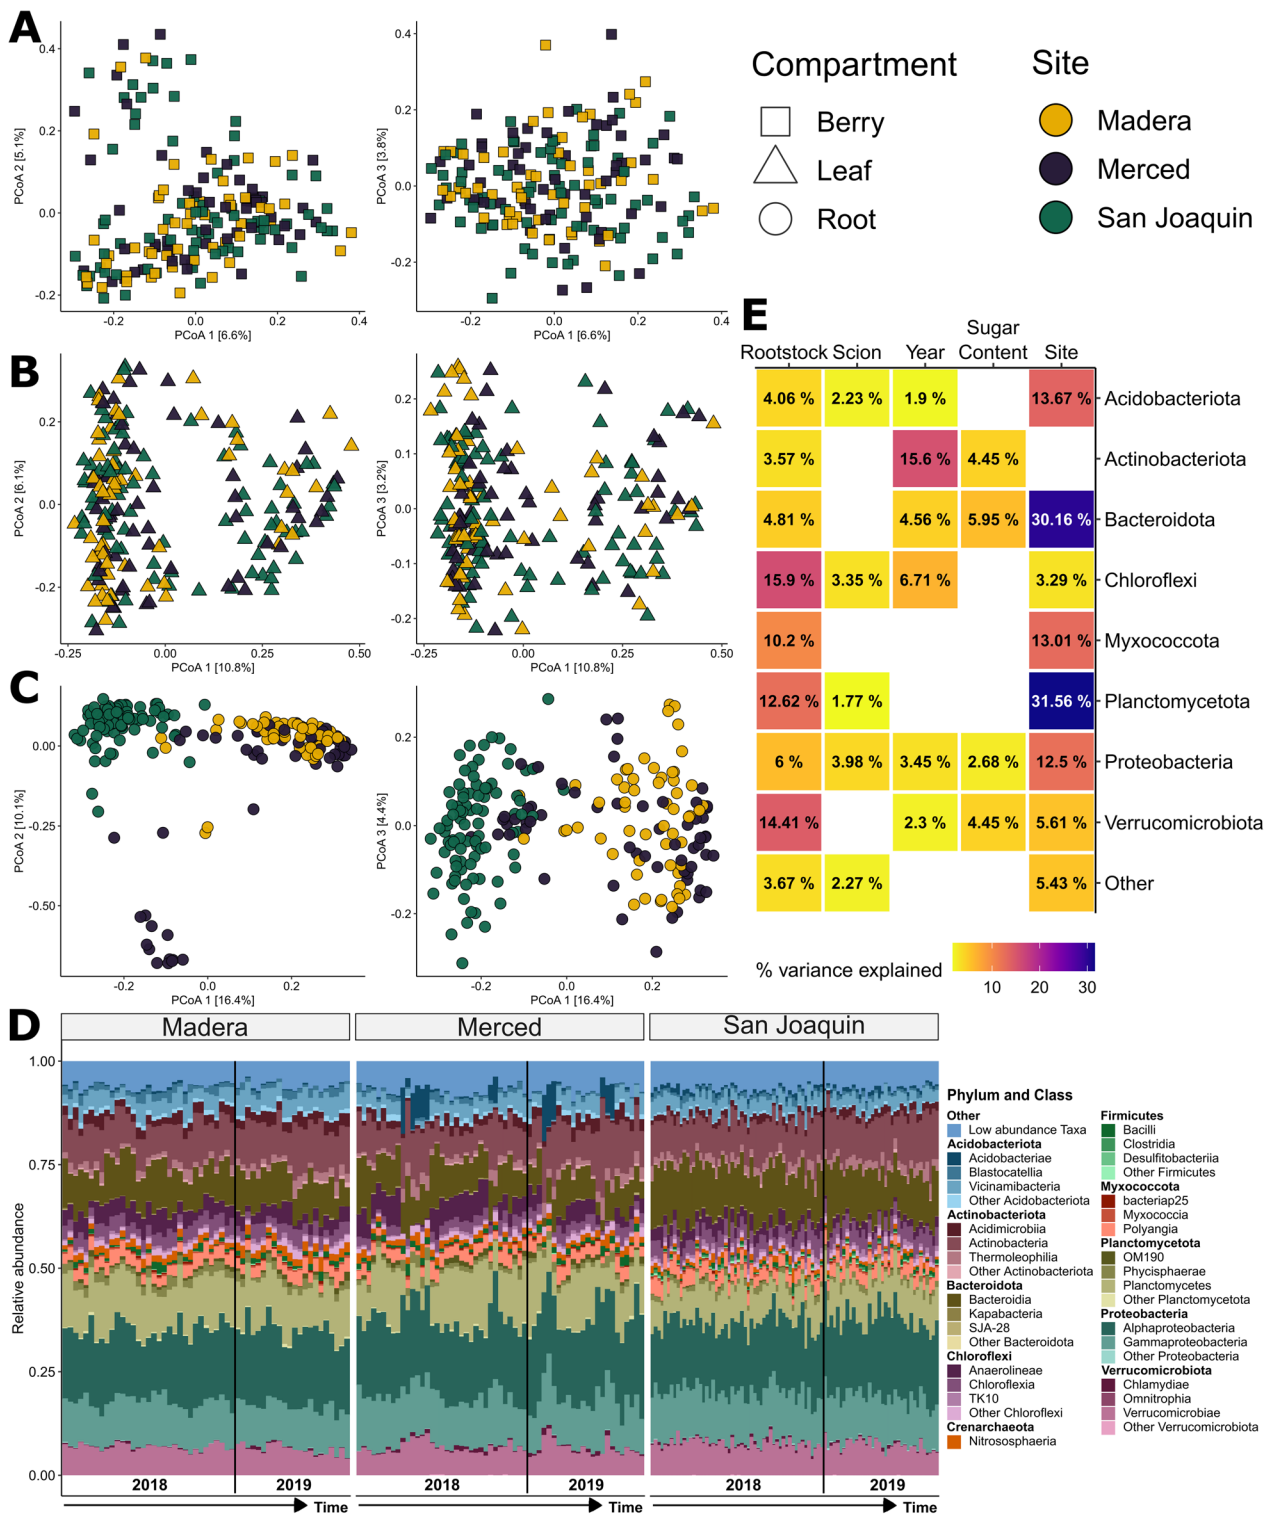 A
0.4
0.2
0.0
-0.2
PCoA 2 [5.1%]
-0.2
0.0
0.2
0.4
PCoA 1 [6.6%]
0.4
0.2
0.0
-0.2
PCoA 3 [3.8%]
-0.2
0.0
0.2
0.4
PCoA 1 [6.6%]
Compartment
Berry
Leaf
Root
Site
Madera
Merced
San Joaquin
B
0.2
0.0
-0.2
PCoA 2 [6.1%]
-0.25
0.00
0.25
0.50
PCoA 1 [10.8%]
0.2
0.1
0.0
-0.1
-0.2
PCoA 3 [3.2%]
-0.25
0.00
0.25
0.50
PCoA 1 [10.8%]
C
0.00
-0.25
-0.50
PCoA 2 [10.1%]
-0.2
0.0
0.2
PCoA 1 [16.4%]
0.2
0.0
-0.2
PCoA 3 [4.4%]
-0.2
0.0
0.2
PCoA 1 [16.4%]
E
Rootstock Scion Year Sugar Content Site
4.06 % 2.23 % 1.9 % 13.67 % Acidobacteriota
3.57 % 15.6 % 4.45 % Actinobacteriota
4.81 % 4.56 % 5.95 % 30.16 % Bacteroidota
15.9 % 3.35 % 6.71 % 3.29 % Chloroflexi
10.2 % 13.01 % Myxococcota
12.62 % 1.77 % 31.56 % Planctomycetota
6 % 3.98 % 3.45 % 2.68 % 12.5 % Proteobacteria
14.41 % 2.3 % 4.45 % 5.61 % Verrucomicrobiota
3.67 % 2.27 % 5.43 % Other
% variance explained
10 20 30
D
Madera
Merced
San Joaquin
1.00
0.75
0.50
0.25
0.00
Relative abundance
2018
2019
Time
2018
2019
Time
2018
2019
Time
Phylum and Class
Other
Low abundance Taxa
Acidobacteriota
Acidobacteriae
Blastocatellia
Vicinamibacteria
Other Acidobacteriota
Actinobacteriota
Acidimicrobiia
Actinobacteria
Thermoleophilia
Other Actinobacteriota
Bacteroidota
Bacteroidia
Kapabacteria
SJA-28
Other Bacteroidota
Chloroflexi
Anaerolineae
Chloroflexia
TK10
Other Chloroflexi
Crenarchaeota
Nitrososphaeria
Firmicutes
Bacilli
Clostridia
Desulfitobacteriia
Other Firmicutes
Myxococcota
bacteriap25
Myxococcia
Polyangia
Planctomycetota
OM190
Phycisphaerae
Planctomycetes
Other Planctomycetota
Proteobacteria
Alphaproteobacteria
Gammaproteobacteria
Other Proteobacteria
Verrucomicrobiota
Chlamydiae
Omnitrophia
Verrucomicrobiae
Other Verrucomicrobiota